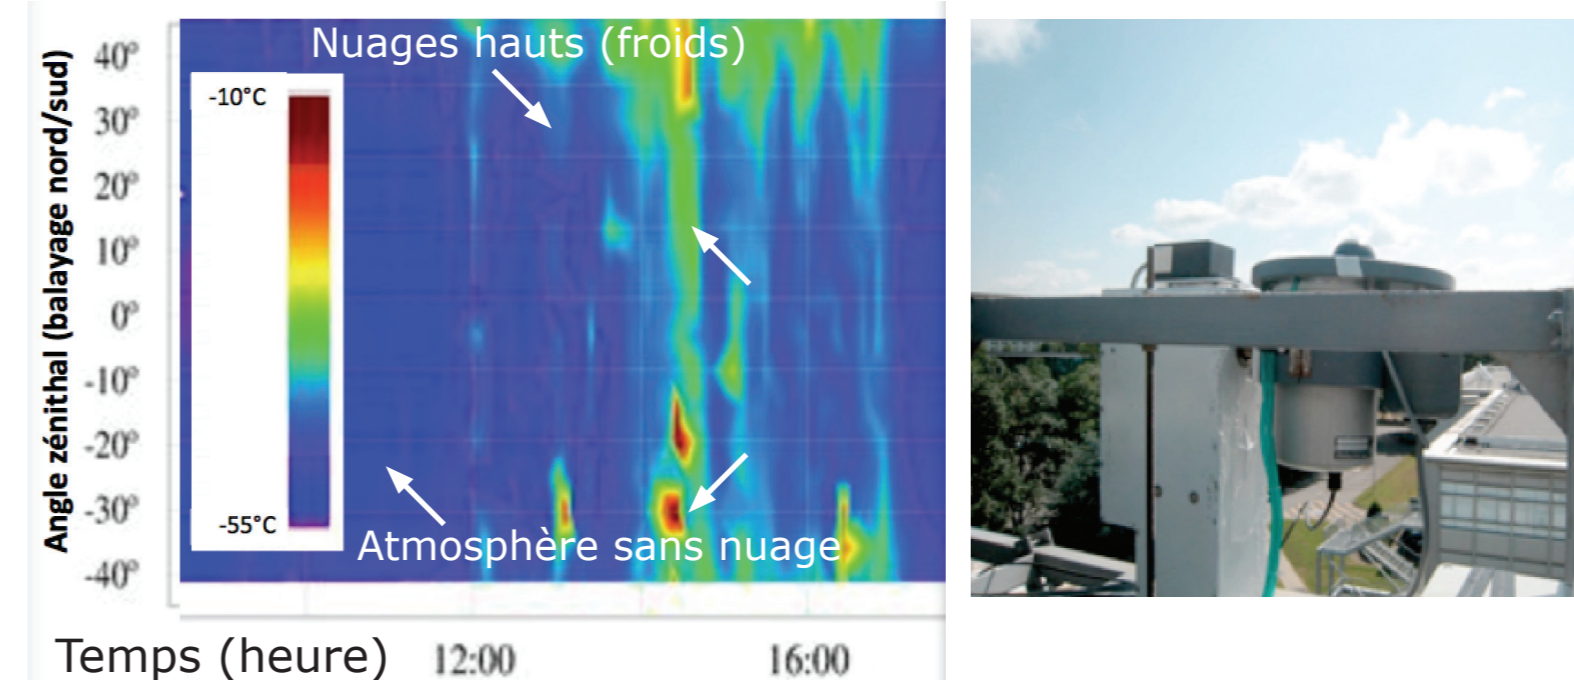 Nuages hauts (froids)
-10°C
-55°C
Atmosphère sans nuage
Angle zénithal (balayage nord/sud)
40°
30°
20°
10°
0°
-10°
-20°
-30°
-40°
Temps (heure)
12:00
16:00